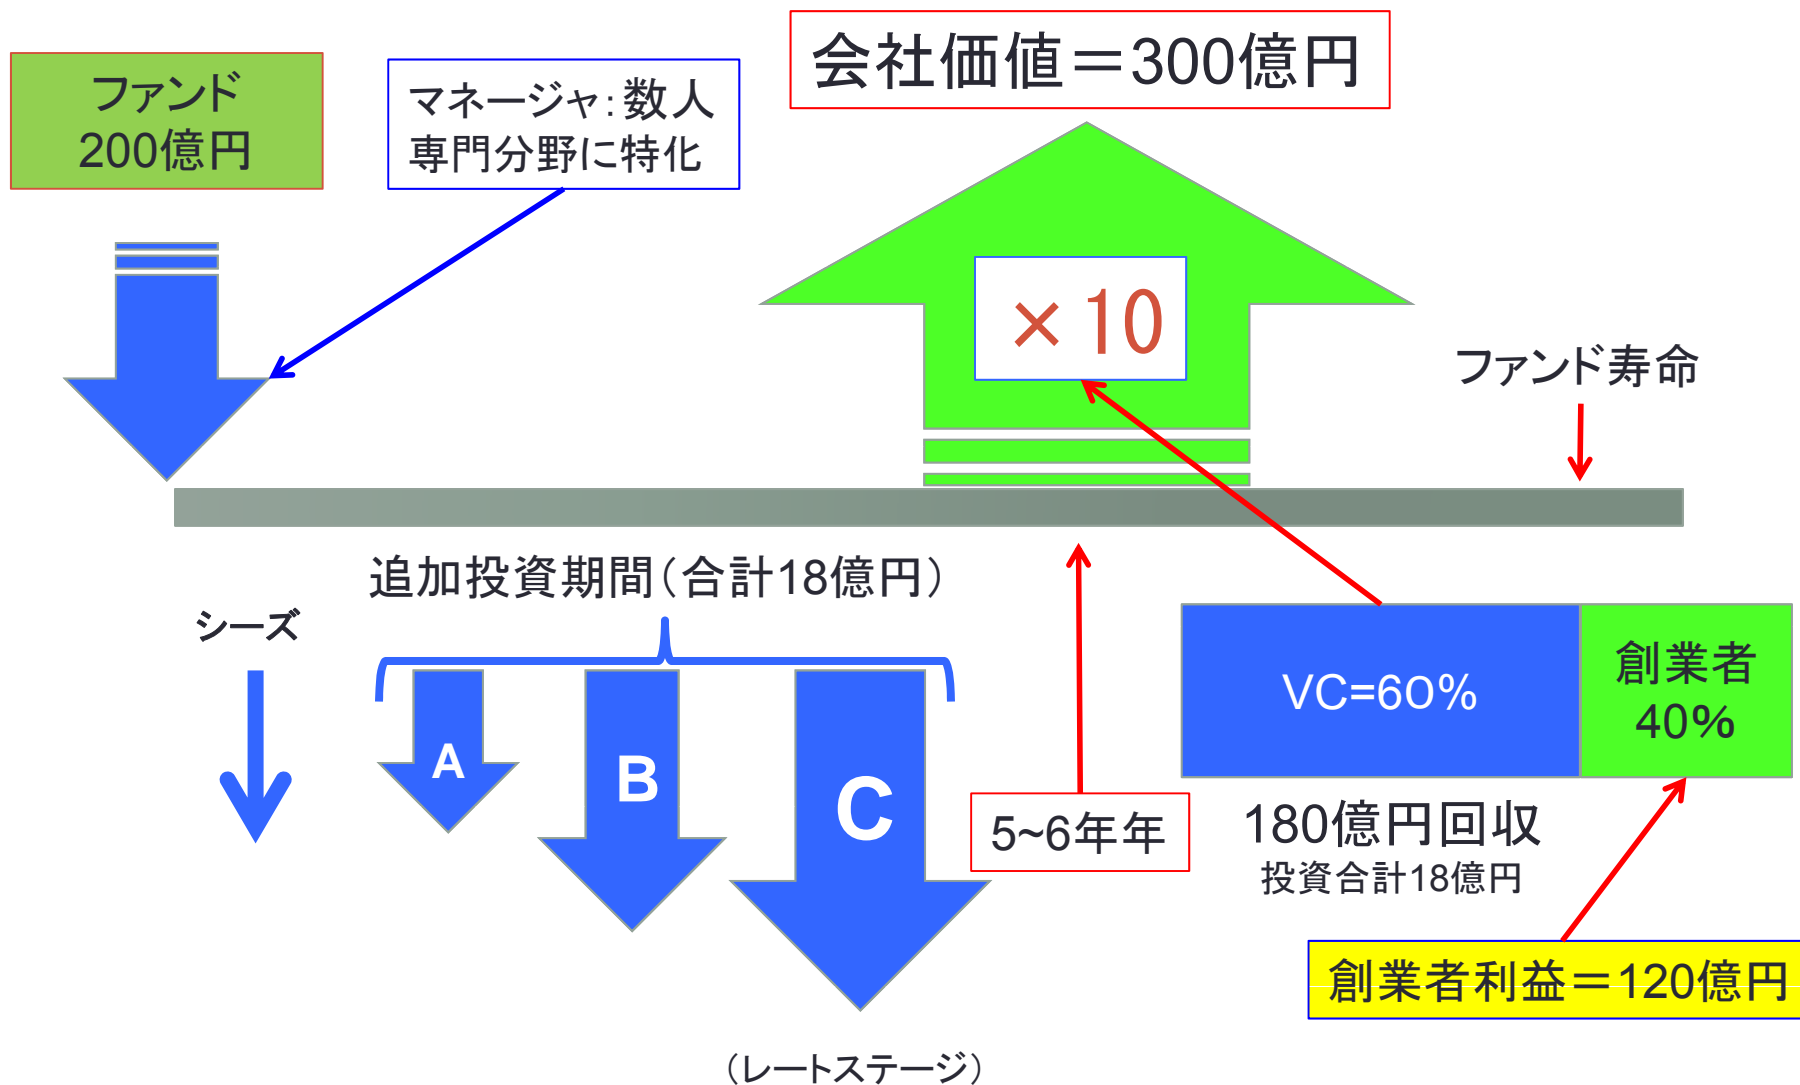 ファンド
200億円
マネージャ：数人
専門分野に特化
会社価値＝300億円
×10
ファンド寿命
追加投資期間（合計18億円）
シーズ
A
B
C
5~6年年
VC=60%
創業者
40%
180億円回収
投資合計18億円
創業者利益＝120億円
（レートステージ）